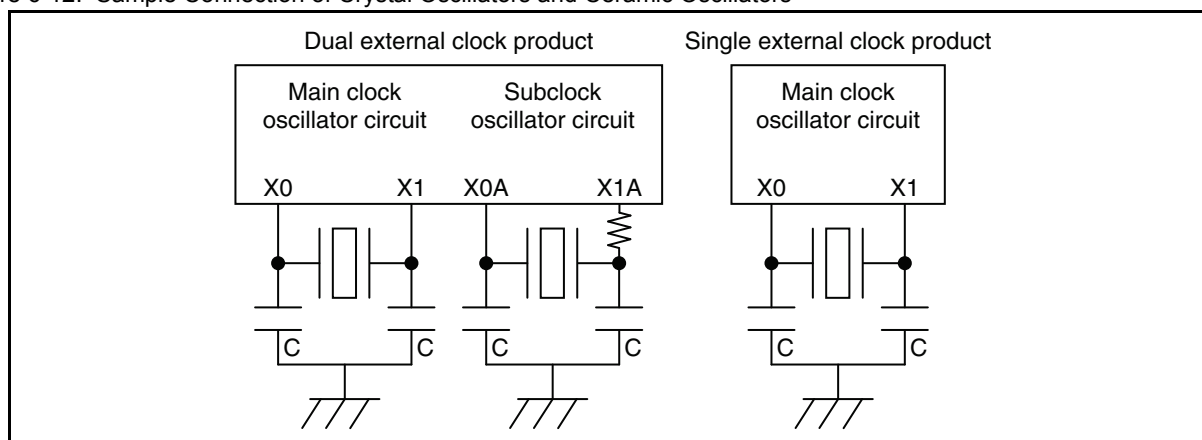 Sample Connection of Crystal Oscillators and Ceramic Oscillators
Dual external clock product
Single external clock product
Main clock
oscillator circuit
Subclock
oscillator circuit
Main clock
oscillator circuit
X0 X1 X0A X1A
X0 X1
C C C C
C C